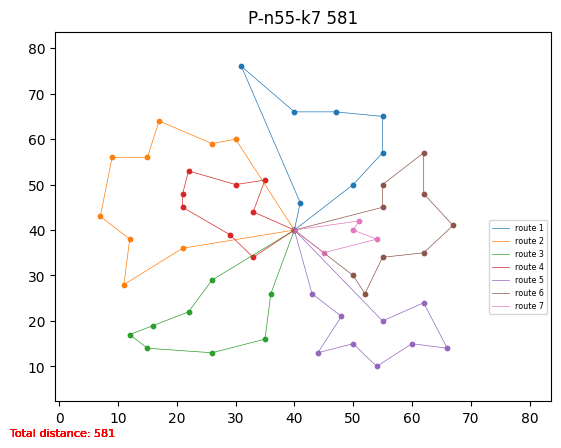 P-n55-k7 581
80
70
60
50
40
30
20
10
0 10 20 30 40 50 60 70 80
route 1
route 2
route 3
route 4
route 5
route 6
route 7
Total distance: 581